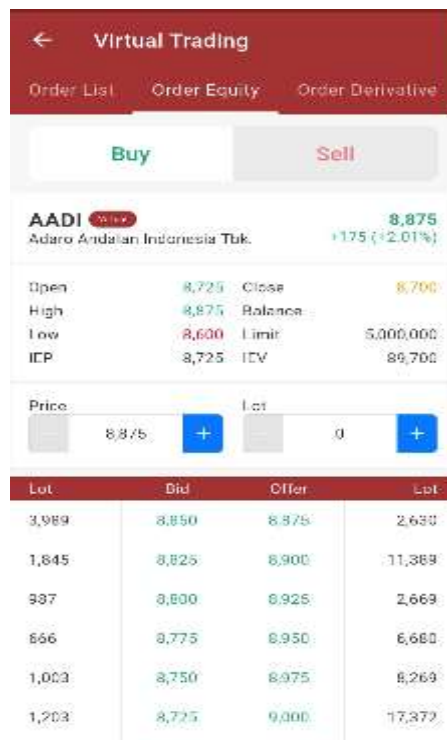 Virtual Trading
Order List Order Equity Order Derivative
Buy Sell
AADI 8,875
Adaro Andalan Indonesia Tbk. +175 (+2.01%)
Open 8,725 Close 8,700
High 8,875 Balance
Low 8,600 Limit 5,000,000
IEP 8,725 IEV 89,700
Price Lot
8,875 + 0 +
Lot Bid Offer Lot
3,989 8,850 8,875 2,630
1,845 8,825 8,900 11,389
987 8,800 8,925 2,669
666 8,775 8,950 6,680
1,003 8,750 8,975 8,269
1,203 8,725 9,000 17,372